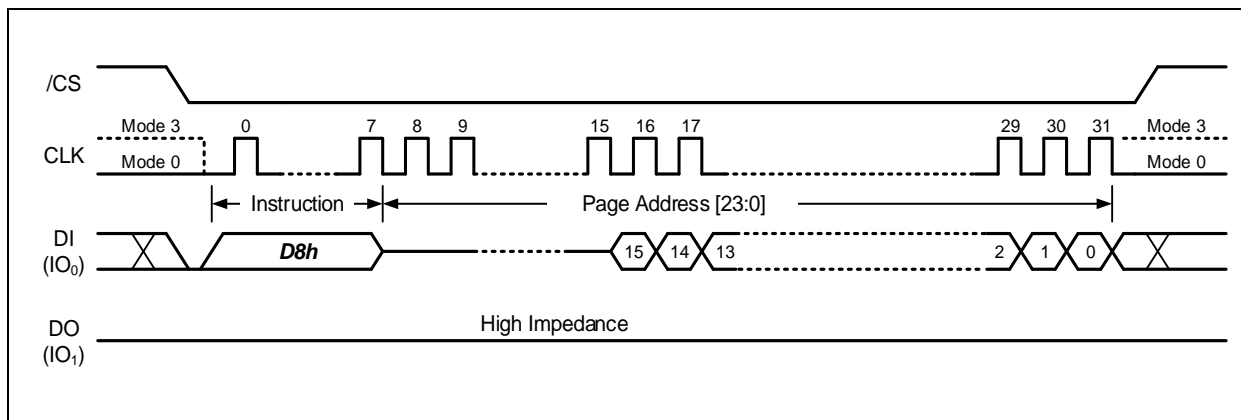 /CS
Mode 3 0 7 8 9 15 16 17 29 30 31 Mode 3
CLK
Mode 0 Mode 0
Instruction Page Address [23:0]
DI
(IO₀)
D8h 15 14 13 2 1 0
High Impedance
DO
(IO₁)